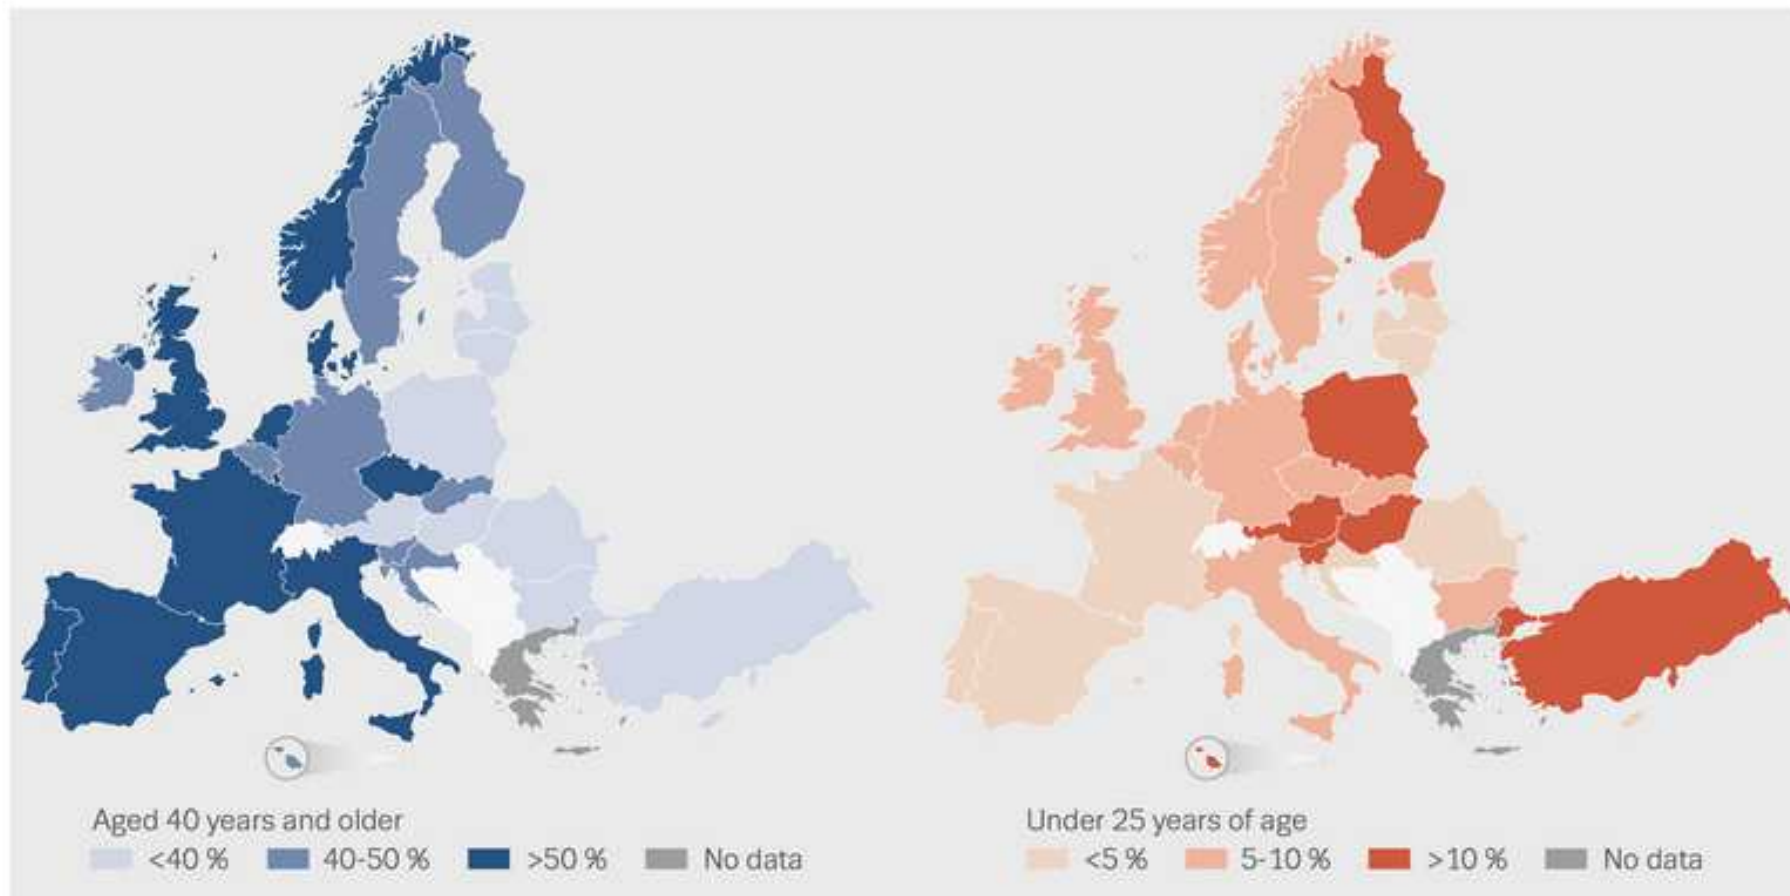 Aged 40 years and older
<40 % 40-50 % >50 % No data
Under 25 years of age
<5 % 5-10 % >10 % No data